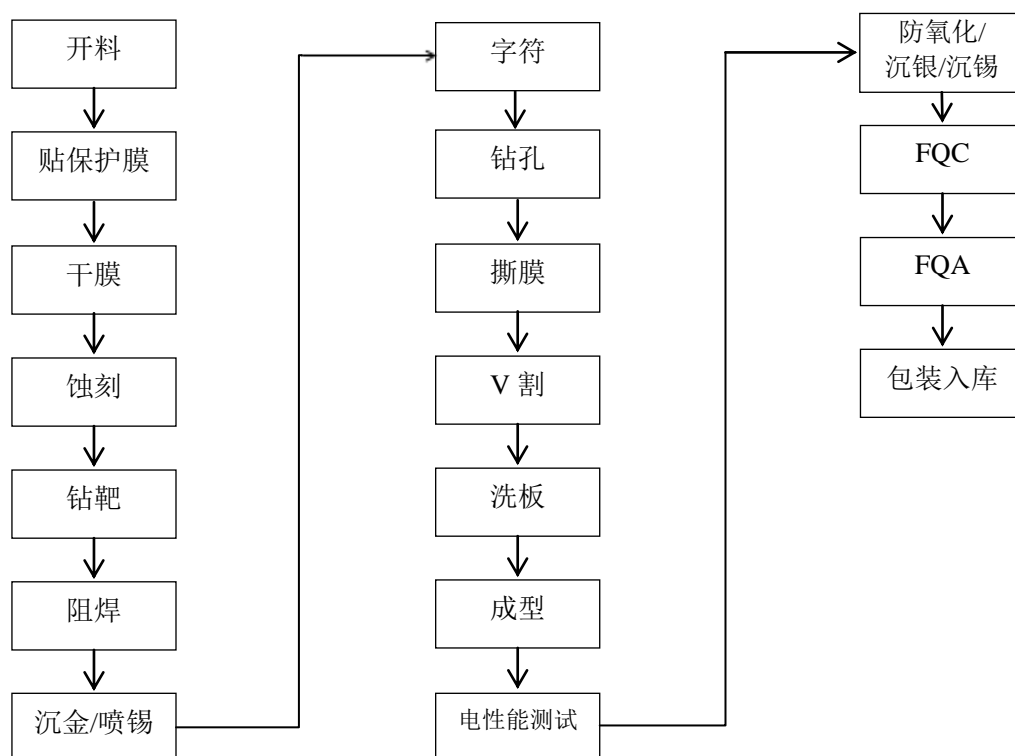 开料
贴保护膜
干膜
蚀刻
钻靶
阻焊
沉金/喷锡
字符
钻孔
撕膜
V 割
洗板
成型
电性能测试
防氧化/
沉银/沉锡
FQC
FQA
包装入库